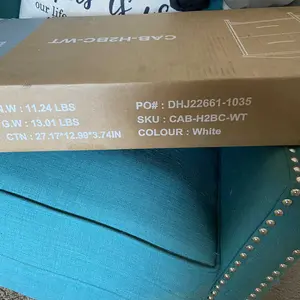 our life
CAB-H2BC-WT
N.W : 11.24 LBS
G.W : 13.01 LBS
CTN : 27.17*12.99*3.74IN
PO# : DHJ22661-1035
SKU : CAB-H2BC-WT
COLOUR : White